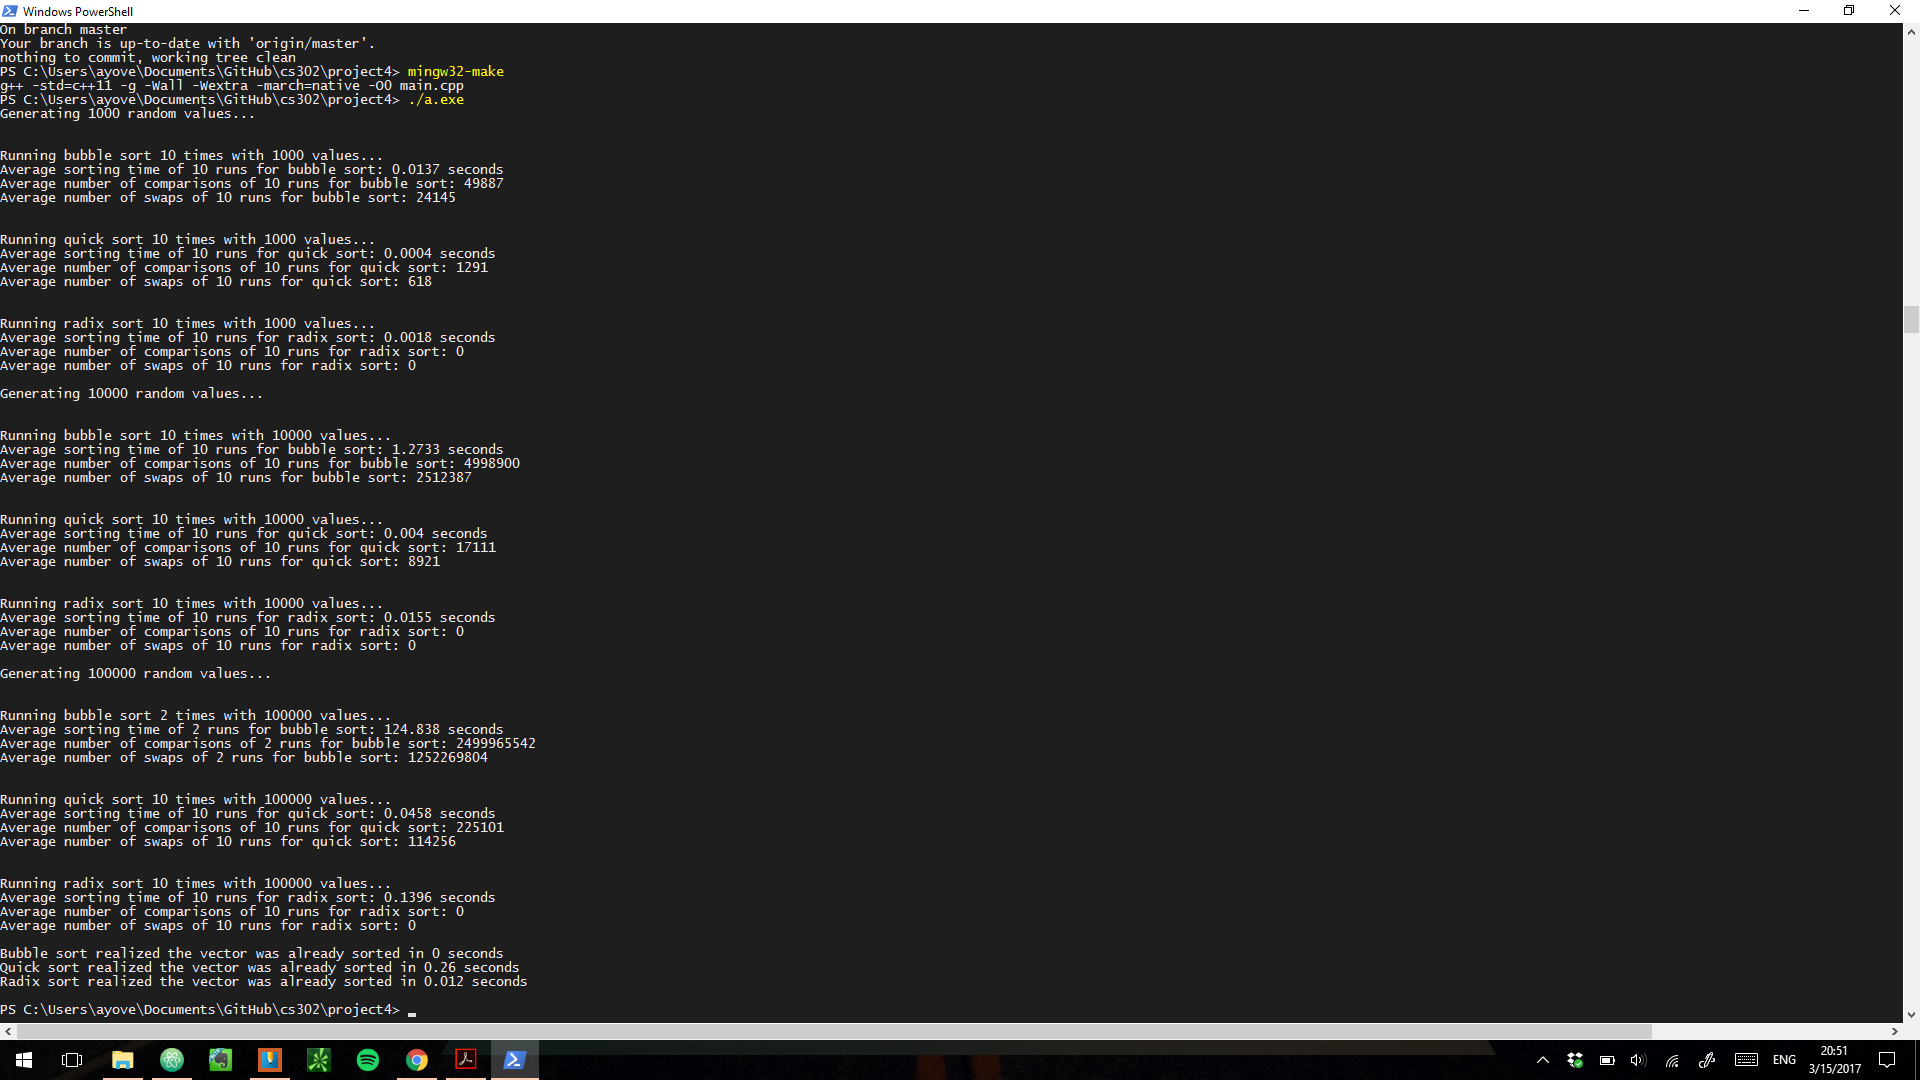 Windows PowerShell
On branch master
Your branch is up-to-date with 'origin/master'.
nothing to commit, working tree clean
PS C:\Users\ayove\Documents\GitHub\cs302\project4> mingw32-make
g++ -std=c++11 -g -Wall -Wextra -march=native -O0 main.cpp
PS C:\Users\ayove\Documents\GitHub\cs302\project4> ./a.exe
Generating 1000 random values...
Running bubble sort 10 times with 1000 values...
Average sorting time of 10 runs for bubble sort: 0.0137 seconds
Average number of comparisons of 10 runs for bubble sort: 49887
Average number of swaps of 10 runs for bubble sort: 24145
Running quick sort 10 times with 1000 values...
Average sorting time of 10 runs for quick sort: 0.0004 seconds
Average number of comparisons of 10 runs for quick sort: 1291
Average number of swaps of 10 runs for quick sort: 618
Running radix sort 10 times with 1000 values...
Average sorting time of 10 runs for radix sort: 0.0018 seconds
Average number of comparisons of 10 runs for radix sort: 0
Average number of swaps of 10 runs for radix sort: 0
Generating 10000 random values...
Running bubble sort 10 times with 10000 values...
Average sorting time of 10 runs for bubble sort: 1.2733 seconds
Average number of comparisons of 10 runs for bubble sort: 4998900
Average number of swaps of 10 runs for bubble sort: 2512387
Running quick sort 10 times with 10000 values...
Average sorting time of 10 runs for quick sort: 0.004 seconds
Average number of comparisons of 10 runs for quick sort: 17111
Average number of swaps of 10 runs for quick sort: 8921
Running radix sort 10 times with 10000 values...
Average sorting time of 10 runs for radix sort: 0.0155 seconds
Average number of comparisons of 10 runs for radix sort: 0
Average number of swaps of 10 runs for radix sort: 0
Generating 100000 random values...
Running bubble sort 2 times with 100000 values...
Average sorting time of 2 runs for bubble sort: 124.838 seconds
Average number of comparisons of 2 runs for bubble sort: 2499965542
Average number of swaps of 2 runs for bubble sort: 1252269804
Running quick sort 10 times with 100000 values...
Average sorting time of 10 runs for quick sort: 0.0458 seconds
Average number of comparisons of 10 runs for quick sort: 225101
Average number of swaps of 10 runs for quick sort: 114256
Running radix sort 10 times with 100000 values...
Average sorting time of 10 runs for radix sort: 0.1396 seconds
Average number of comparisons of 10 runs for radix sort: 0
Average number of swaps of 10 runs for radix sort: 0
Bubble sort realized the vector was already sorted in 0 seconds
Quick sort realized the vector was already sorted in 0.26 seconds
Radix sort realized the vector was already sorted in 0.012 seconds
PS C:\Users\ayove\Documents\GitHub\cs302\project4> _
ENG
20:51
3/15/2017